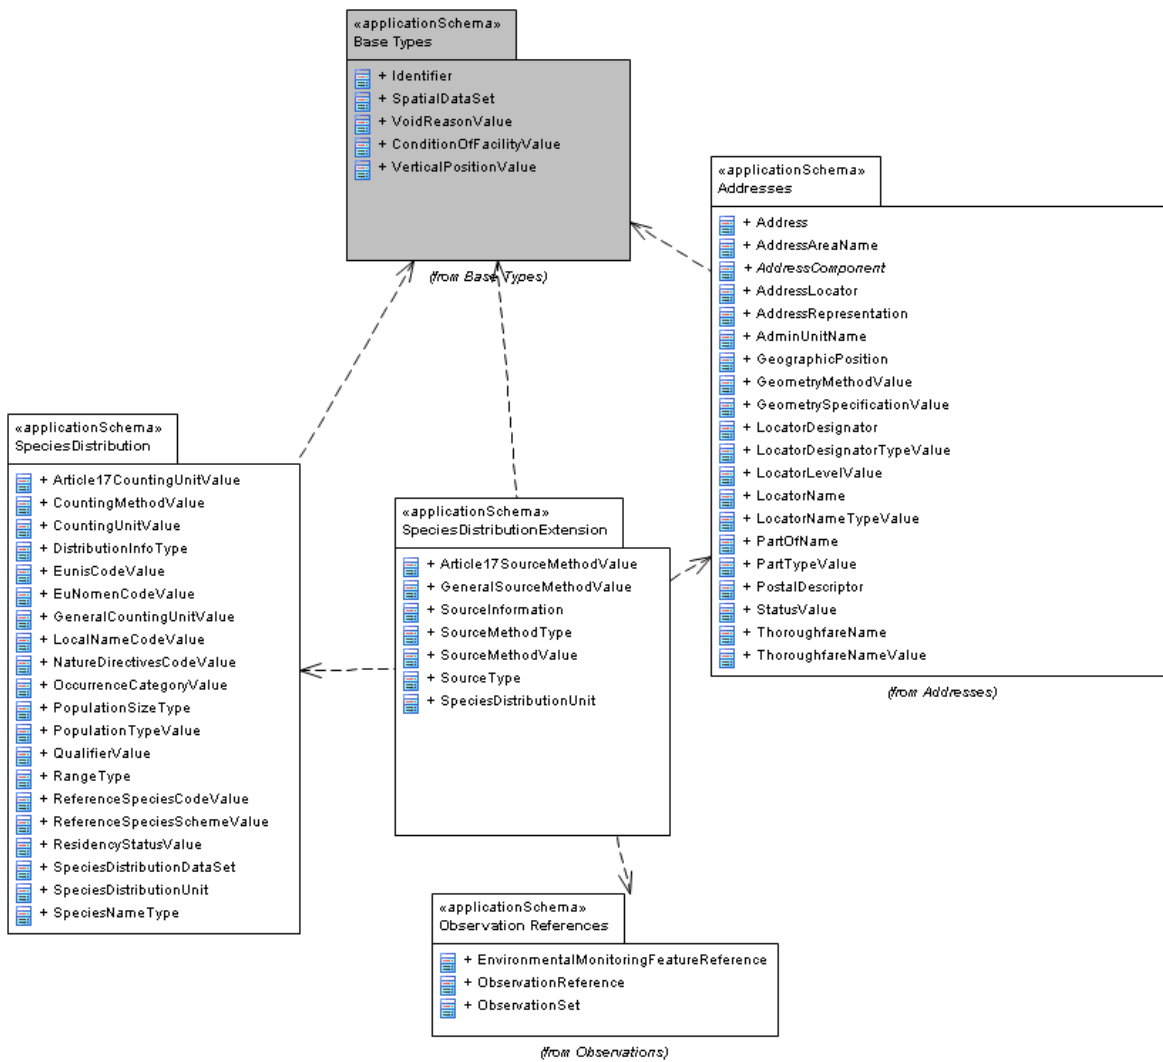 «applicationSchema»
Base Types
+ Identifier
+ SpatialDataSet
+ VoidReasonValue
+ ConditionOfFacilityValue
+ VerticalPositionValue
(from Base Types)
«applicationSchema»
Addresses
+ Address
+ AddressAreaName
+ AddressComponent
+ AddressLocator
+ AddressRepresentation
+ AdminUnitName
+ GeographicPosition
+ GeometryMethodValue
+ GeometrySpecificationValue
+ LocatorDesignator
+ LocatorDesignatorTypeValue
+ LocatorLevelValue
+ LocatorName
+ LocatorNameTypeValue
+ PartOfName
+ PartTypeValue
+ PostalDescriptor
+ StatusValue
+ ThoroughfareName
+ ThoroughfareNameValue
(from Addresses)
«applicationSchema»
SpeciesDistribution
+ Article17CountingUnitValue
+ CountingMethodValue
+ CountingUnitValue
+ DistributionInfoType
+ EunisCodeValue
+ EuNomenCodeValue
+ GeneralCountingUnitValue
+ LocalNameCodeValue
+ NatureDirectivesCodeValue
+ OccurrenceCategoryValue
+ PopulationSizeType
+ PopulationTypeValue
+ QualifierValue
+ RangeType
+ ReferenceSpeciesCodeValue
+ ReferenceSpeciesSchemeValue
+ ResidencyStatusValue
+ SpeciesDistributionDataSet
+ SpeciesDistributionUnit
+ SpeciesNameType
«applicationSchema»
SpeciesDistributionExtension
+ Article17SourceMethodValue
+ GeneralSourceMethodValue
+ SourceInformation
+ SourceMethodType
+ SourceMethodValue
+ SourceType
+ SpeciesDistributionUnit
«applicationSchema»
Observation References
+ EnvironmentalMonitoringFeatureReference
+ ObservationReference
+ ObservationSet
(from Observations)